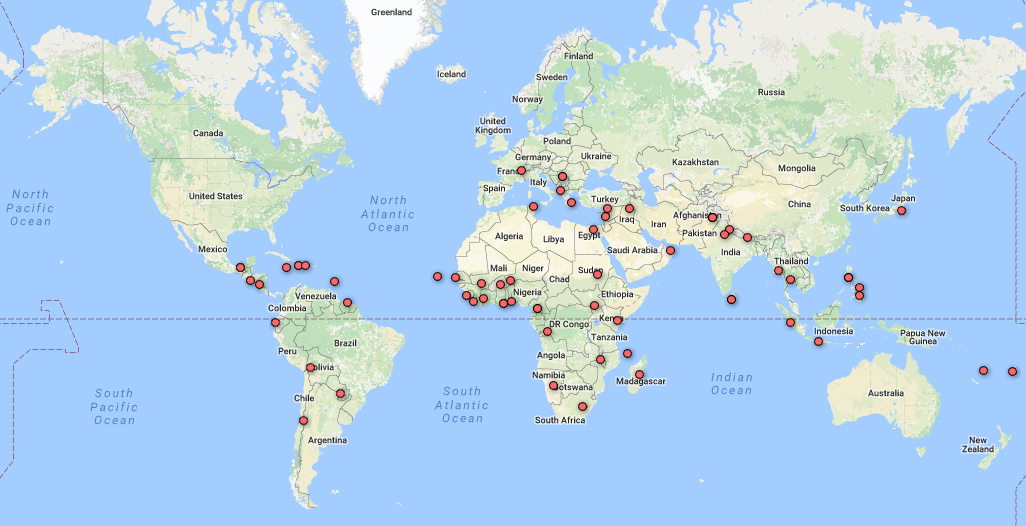 Greenland
Iceland
Finland
Sweden
Norway
Russia
United
Kingdom
Canada
Poland
Germany
Ukraine
Kazakhstan
Mongolia
Fran
Italy
Spain
United States
North
Pacific
Ocean
North
Atlantic
Ocean
Turkey
Afghanistan
China
Japan
South Korea
Iraq
Iran
Pakistan
Algeria
Libya
Egypt
Mexico
Saudi Arabia
India
Thailand
Mali
Niger
Chad
Sudan
Nigeria
Ethiopia
Venezuela
Colombia
DR Congo
Ken
Tanzania
Indonesia
Papua New
Guinea
Peru
Brazil
Angola
Bolivia
Namibia
Botswana
Madagascar
Indian
Ocean
South
Pacific
Ocean
Chile
South
Atlantic
Ocean
Australia
South Africa
Argentina
New
Zealand